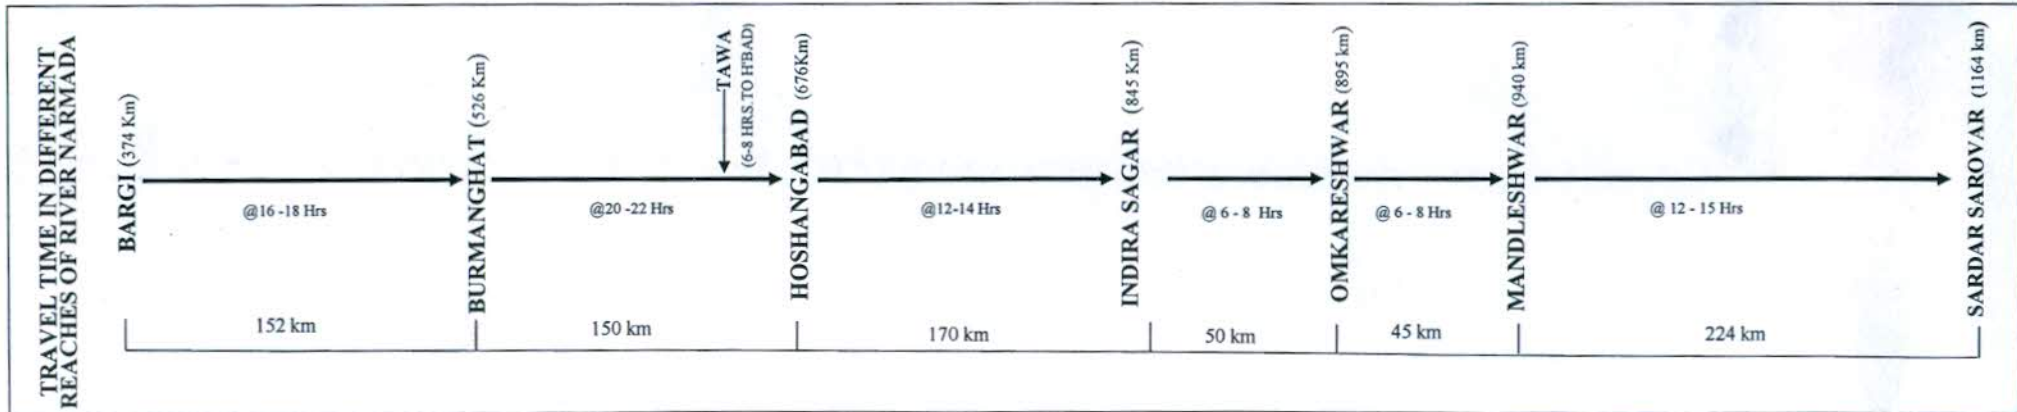 TRAVEL TIME IN DIFFERENT
REACHES OF RIVER NARMADA
BARGI (374 Km)
BURMANGHAT (526 Km)
TAWA
(6-8 HRS.TO H'BAD)
HOSHANGABAD (676Km)
INDIRA SAGAR (845 Km)
OMKARESHWAR (895 km)
MANDLESHWAR (940 km)
SARDAR SAROVAR (1164 km)
@16 -18 Hrs
@20 -22 Hrs
@12-14 Hrs
@ 6 - 8 Hrs
@ 6 - 8 Hrs
@ 12 - 15 Hrs
152 km
150 km
170 km
50 km
45 km
224 km